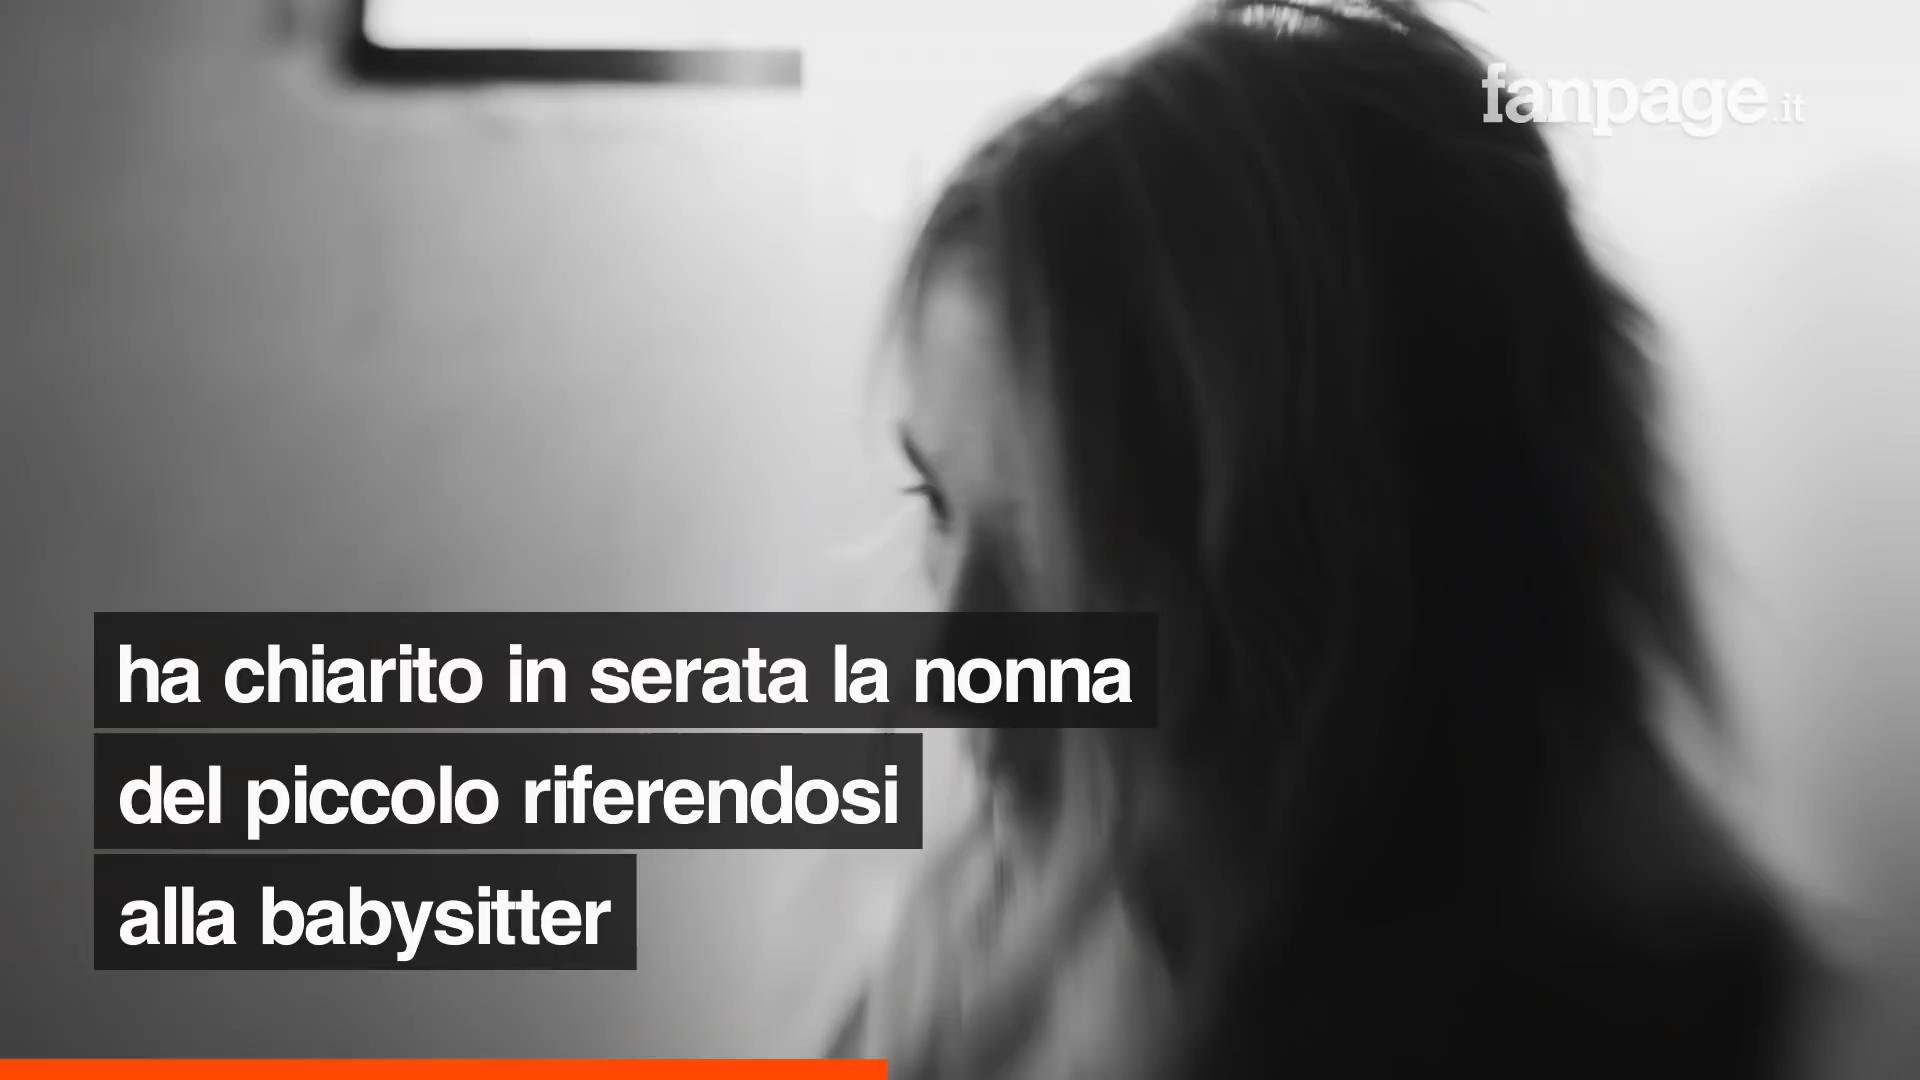 fanpage.it
ha chiarito in serata la nonna
del piccolo riferendosi
alla babysitter